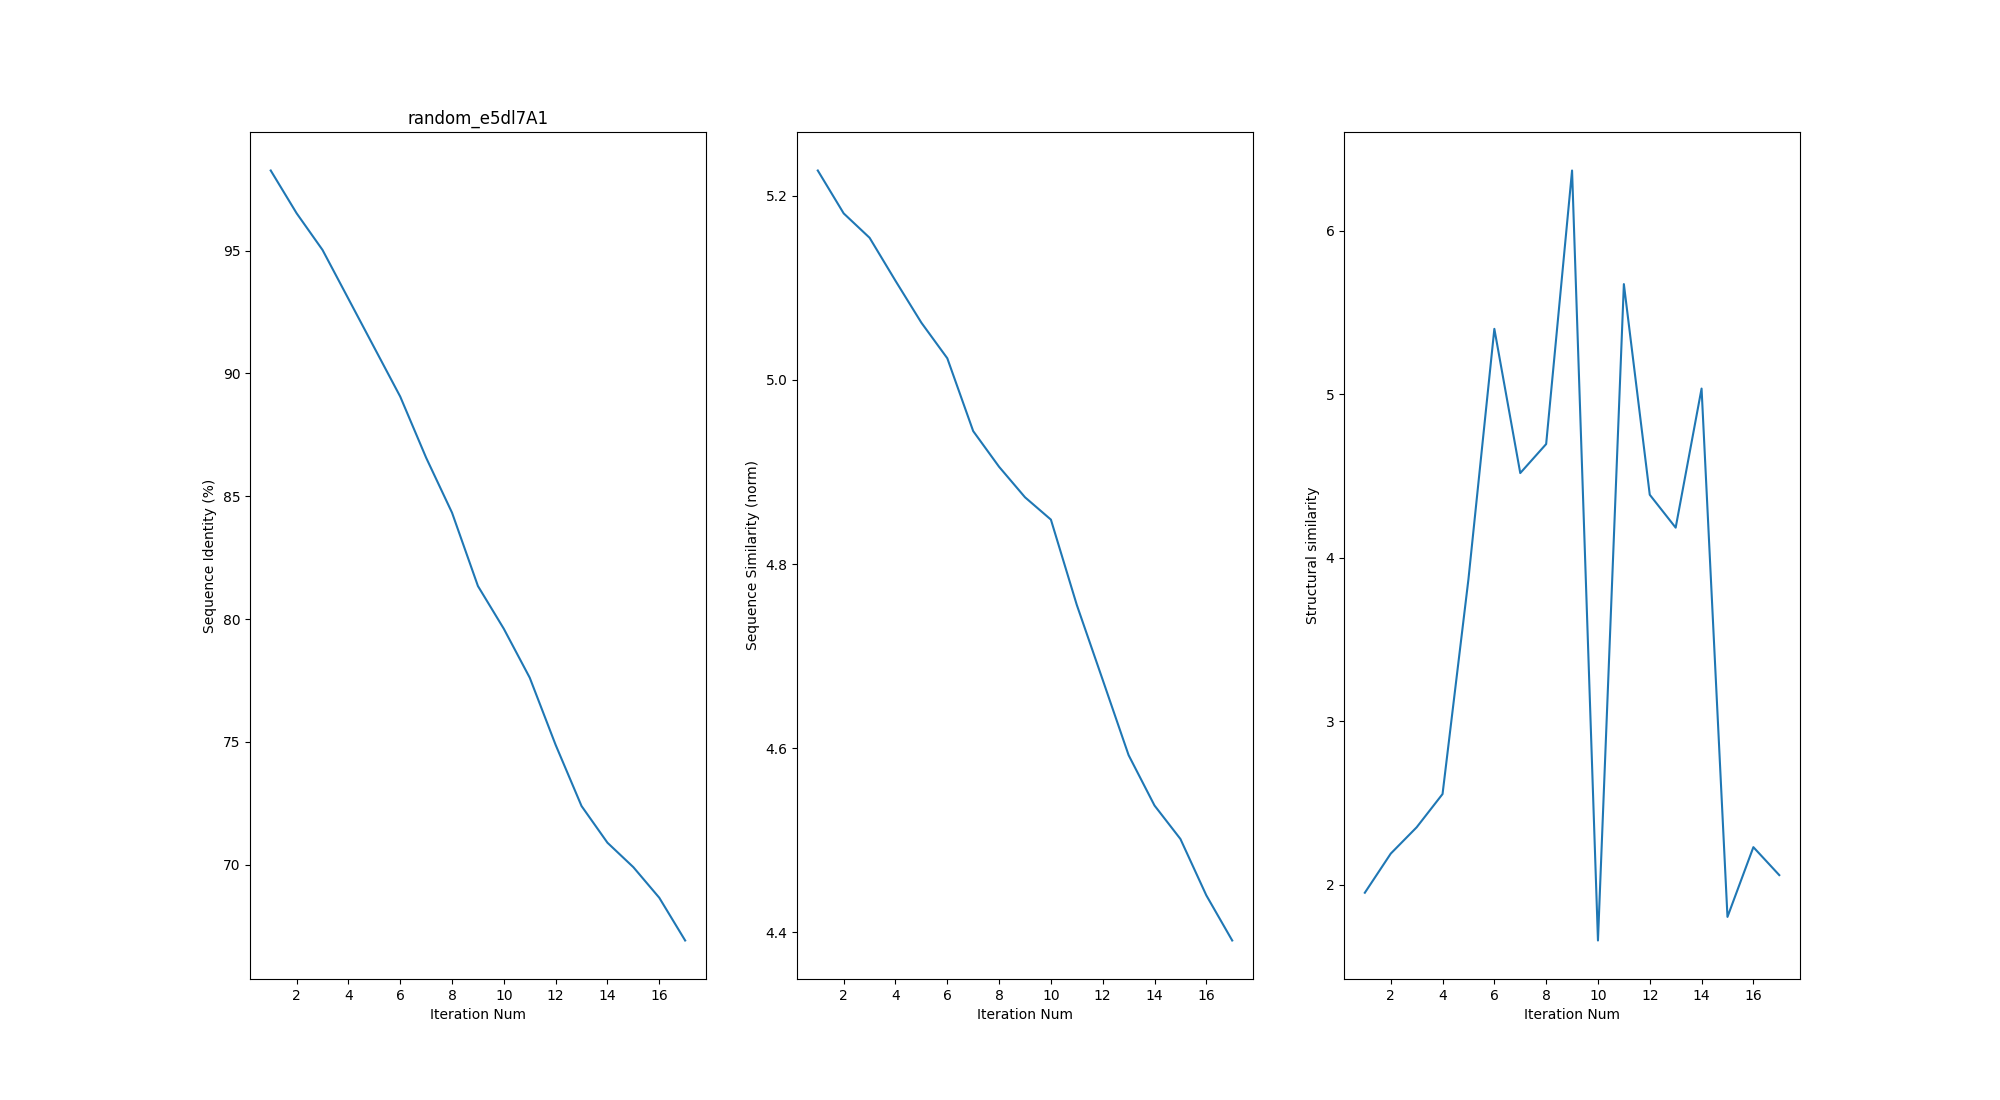 random_e5dl7A1
Sequence Identity (%)
95
90
85
80
75
70
2 4 6 8 10 12 14 16
Iteration Num
Sequence Similarity (norm)
5.2
5.0
4.8
4.6
4.4
2 4 6 8 10 12 14 16
Iteration Num
Structural similarity
6
5
4
3
2
2 4 6 8 10 12 14 16
Iteration Num